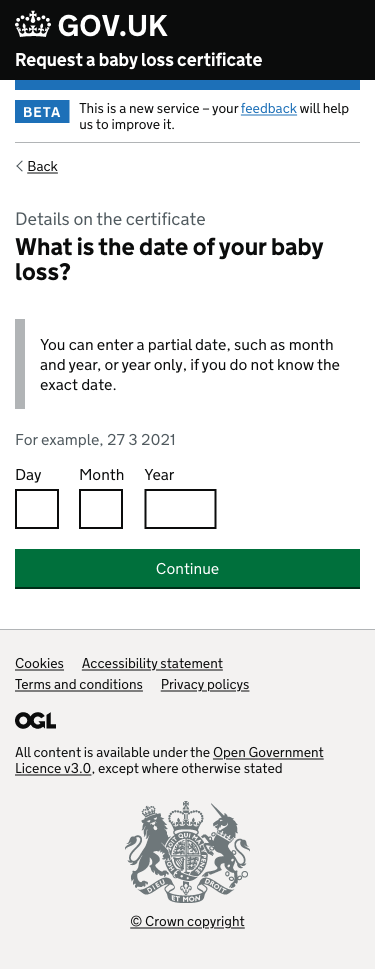 GOV.UK
Request a baby loss certificate
BETA
This is a new service – your feedback will help
us to improve it.
Back
Details on the certificate
What is the date of your baby
loss?
You can enter a partial date, such as month
and year, or year only, if you do not know the
exact date.
For example, 27 3 2021
Day Month Year
Continue
Cookies Accessibility statement
Terms and conditions Privacy policys
OGL
All content is available under the Open Government
Licence v3.0, except where otherwise stated
DIEU ET MON DROIT
© Crown copyright